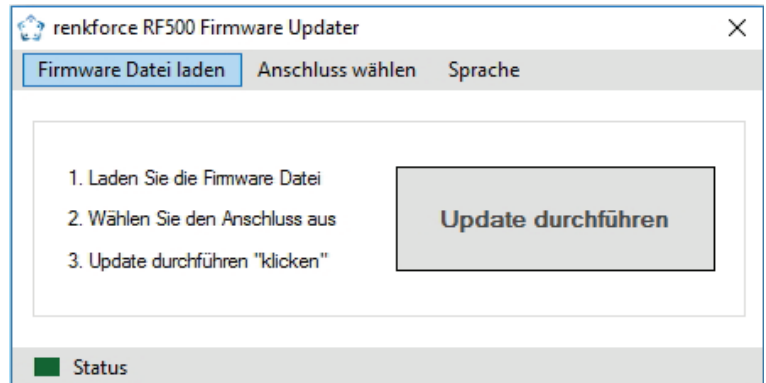 renkforce RF500 Firmware Updater
Firmware Datei laden Anschluss wählen Sprache
1. Laden Sie die Firmware Datei
2. Wählen Sie den Anschluss aus
3. Update durchführen "klicken"
Update durchführen
Status